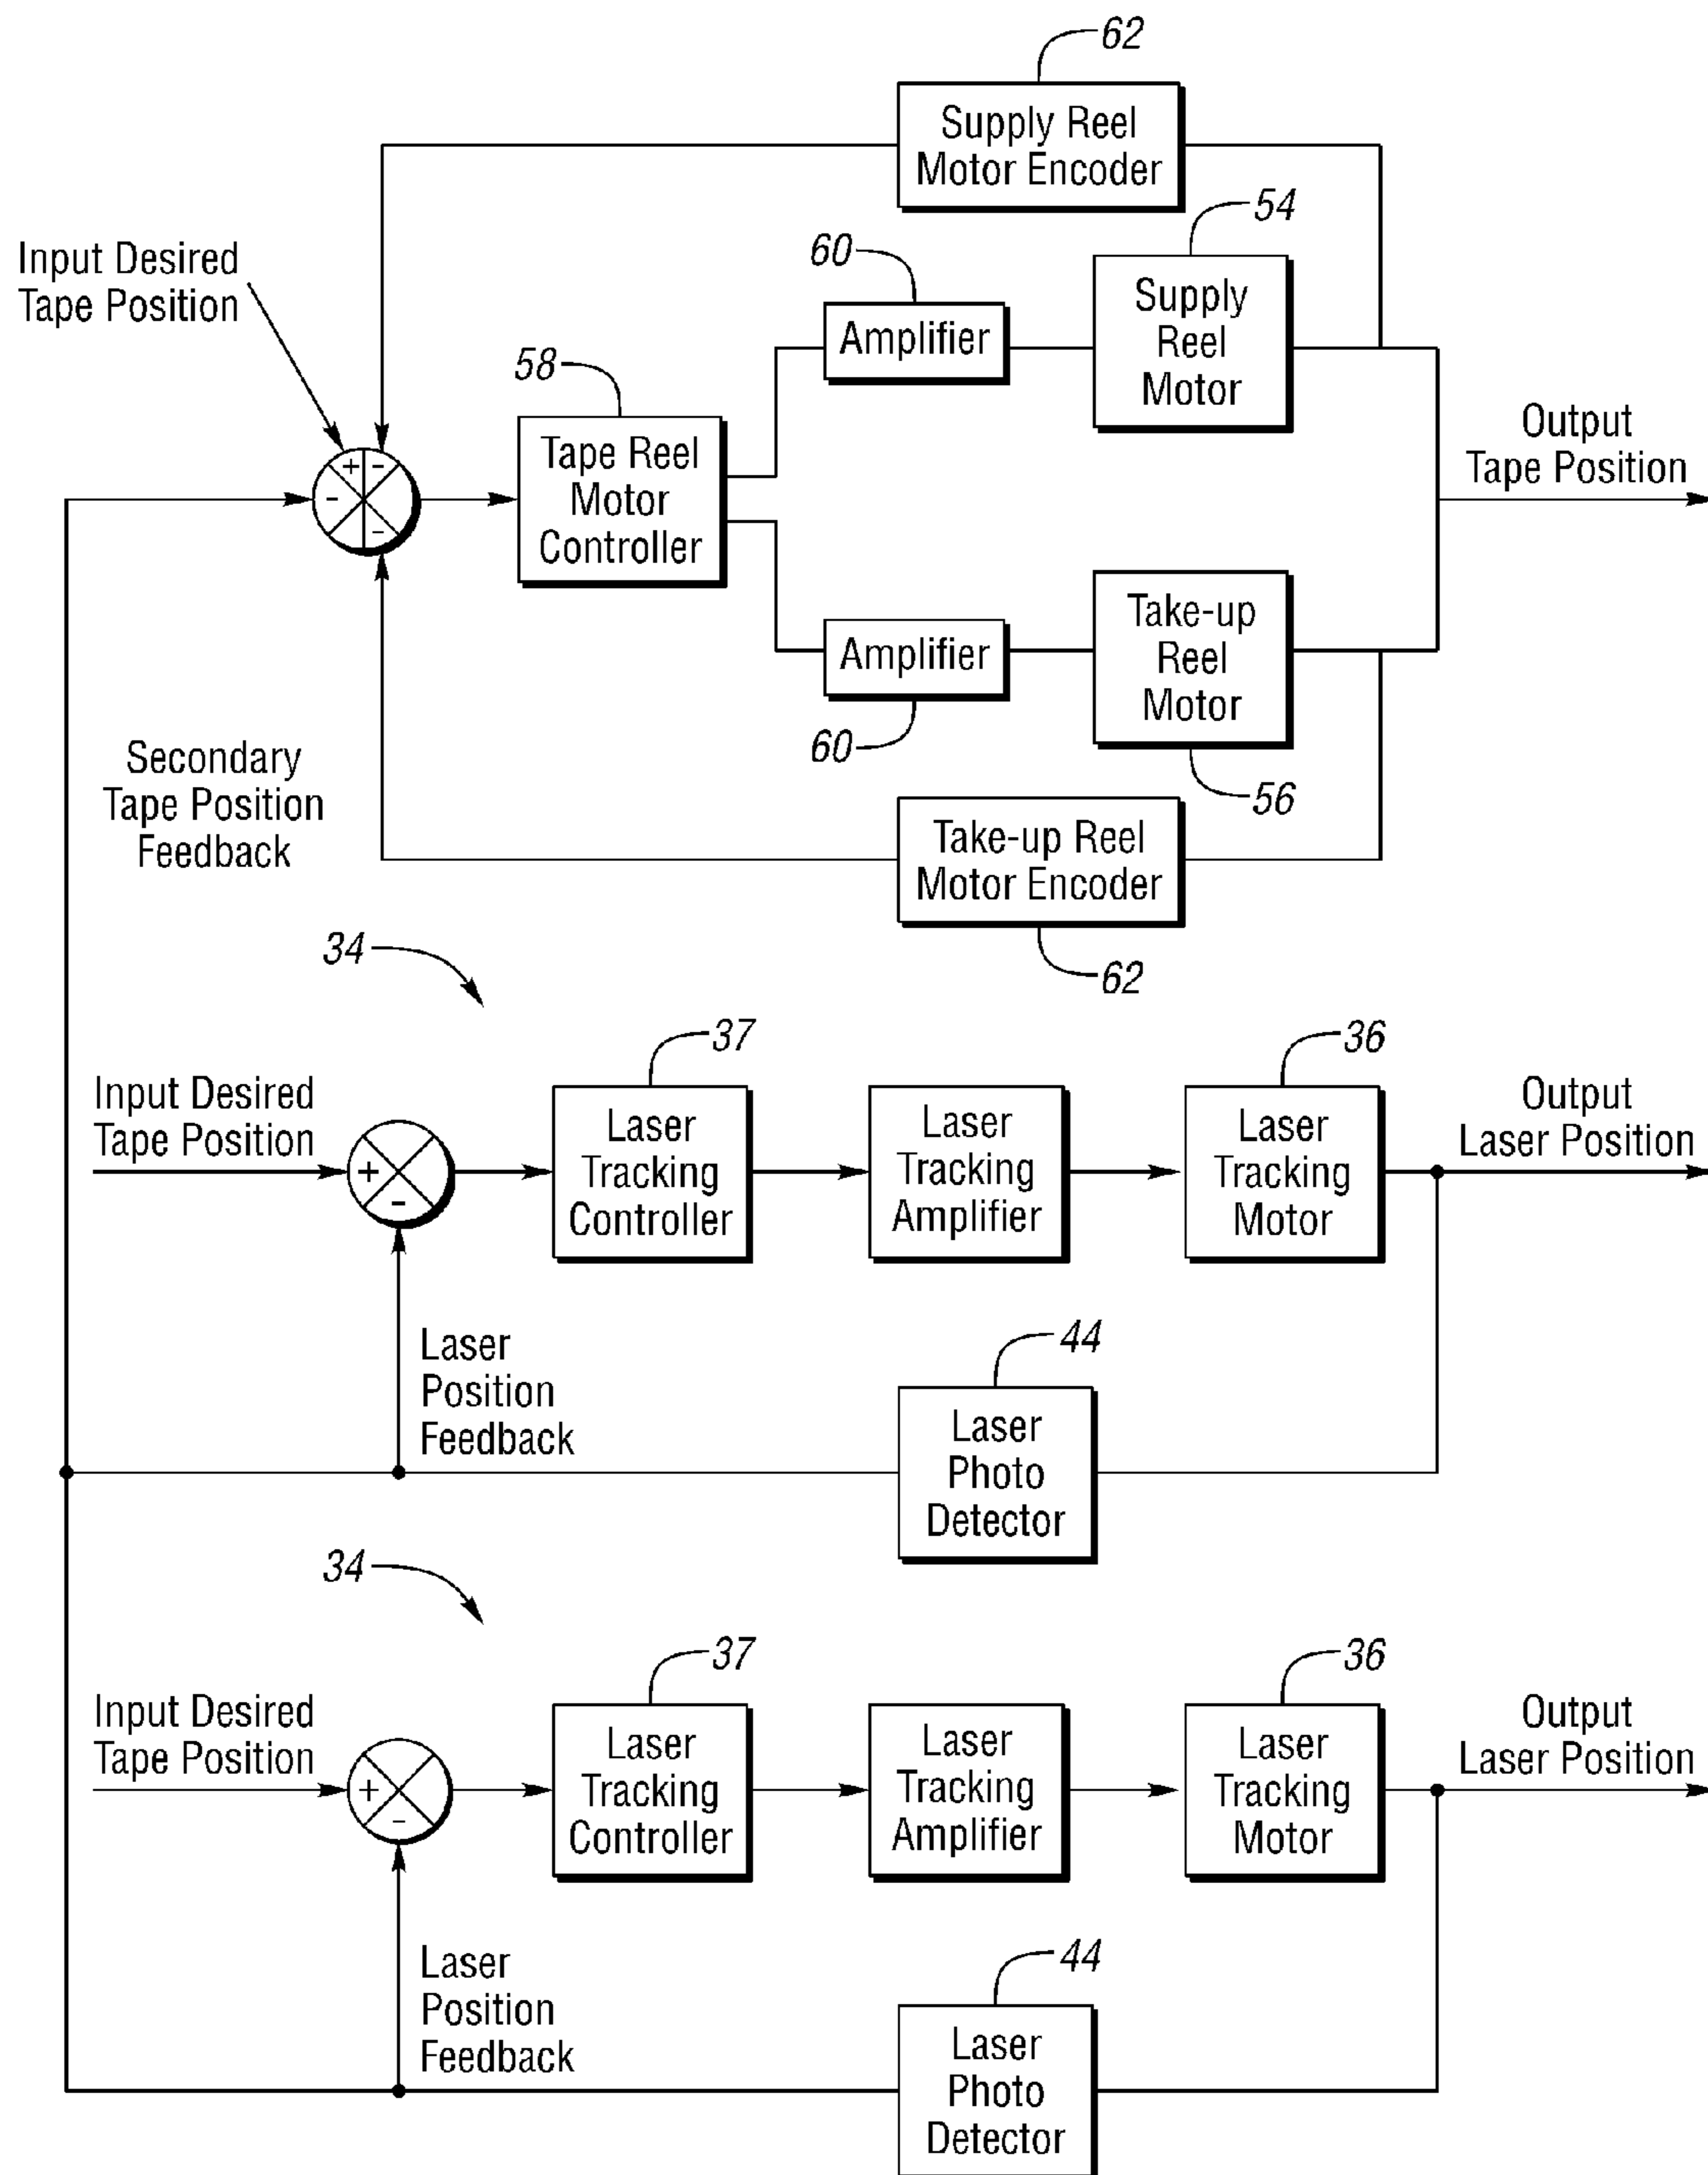 62
Supply Reel
Motor Encoder
54
Input Desired
Tape Position
60
Amplifier
Supply
Reel
Motor
58
Tape Reel
Motor
Controller
Output
Tape Position
+
-
-
-
Amplifier
60
Take-up
Reel
Motor
56
Secondary
Tape Position
Feedback
Take-up Reel
Motor Encoder
62
34
37
36
Input Desired
Tape Position
+
-
Laser
Tracking
Controller
Laser
Tracking
Amplifier
Laser
Tracking
Motor
Output
Laser Position
Laser
Position
Feedback
44
Laser
Photo
Detector
34
37
36
Input Desired
Tape Position
+
-
Laser
Tracking
Controller
Laser
Tracking
Amplifier
Laser
Tracking
Motor
Output
Laser Position
Laser
Position
Feedback
44
Laser
Photo
Detector